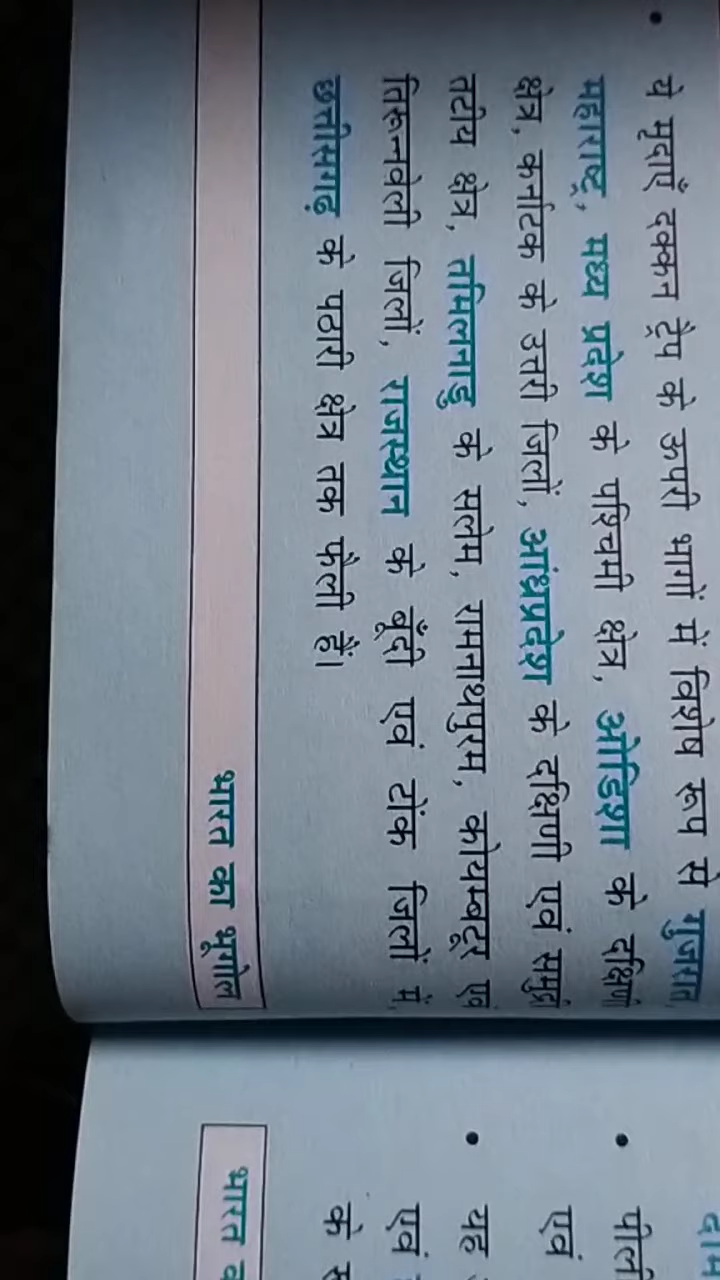 • ये मृदाएँ दक्कन ट्रैप के ऊपरी भागों में विशेष रूप से गुजरात,
महाराष्ट्र, मध्य प्रदेश के पश्चिमी क्षेत्र, ओडिशा के दक्षिणी
क्षेत्र, कर्नाटक के उत्तरी जिलों, आंध्रप्रदेश के दक्षिणी एवं समुद्र
तटीय क्षेत्र, तमिलनाडु के सलेम, रामनाथपुरम, कोयम्बटूर एवं
तिरूनवेली जिलों, राजस्थान के बूँदी एवं टोंक जिलों में
छत्तीसगढ़ के पठारी क्षेत्र तक फैली हैं।
भारत का भूगोल
•
एवं
• यह
एवं
के
भारत